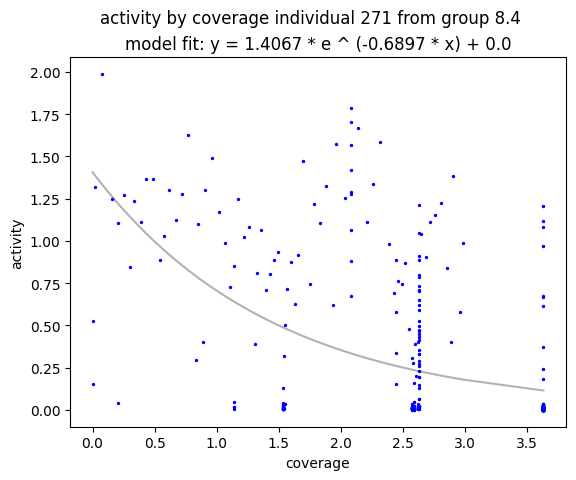 activity by coverage individual 271 from group 8.4
model fit: y = 1.4067 * e ^ (-0.6897 * x) + 0.0
2.00
1.75
1.50
1.25
1.00
0.75
0.50
0.25
0.00
activity
0.0 0.5 1.0 1.5 2.0 2.5 3.0 3.5
coverage